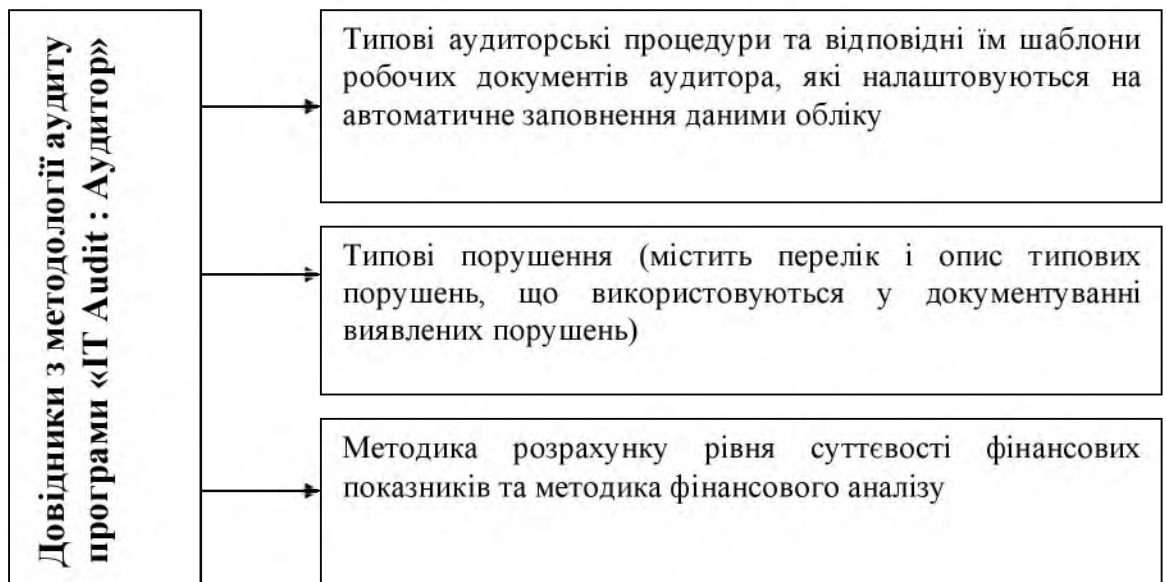 Довідники з методології аудиту
програми «IT Audit : Аудитор»
Типові аудиторські процедури та відповідні їм шаблони
робочих документів аудитора, які налаштовуються на
автоматичне заповнення даними обліку
Типові порушення (містить перелік і опис типових
порушень, що використовуються у документуванні
виявлених порушень)
Методика розрахунку рівня суттєвості фінансових
показників та методика фінансового аналізу